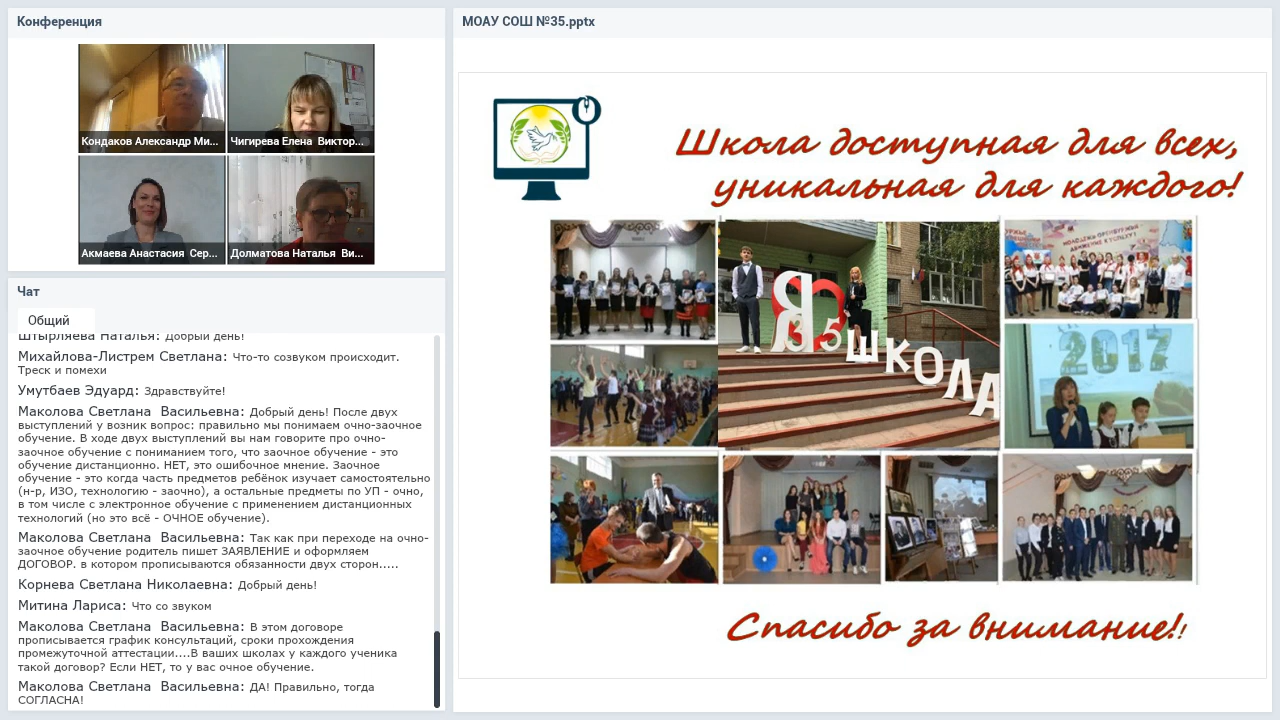 Конференция
Кондаков Александр Ми...
Чигирева Елена Виктор...
Акмаева Анастасия Сер...
Долматова Наталья Ви...
Чат
Общий
Штырляева Наталья: Добрый день!
Михайлова-Листрем Светлана: Что-то созвуком происходит.
Треск и помехи
Умутбаев Эдуард: Здравствуйте!
Маколова Светлана Васильевна: Добрый день! После двух
выступлений у возник вопрос: правильно мы понимаем очно-заочное
обучение. В ходе двух выступлений вы нам говорите про очно-
заочное обучение с пониманием того, что заочное обучение - это
обучение дистанционно. НЕТ, это ошибочное мнение. Заочное
обучение - это когда часть предметов ребёнок изучает самостоятельно
(н-р, ИЗО, технологию - заочно), а остальные предметы по УП - очно,
в том числе с электронное обучение с применением дистанционных
технологий (но это всё - ОЧНОЕ обучение).
Маколова Светлана Васильевна: Так как при переходе на очно-
заочное обучение родитель пишет ЗАЯВЛЕНИЕ и оформляем
ДОГОВОР. в котором прописываются обязанности двух сторон.....
Корнева Светлана Николаевна: Добрый день!
Митина Лариса: Что со звуком
Маколова Светлана Васильевна: В этом договоре
прописывается график консультаций, сроки прохождения
промежуточной аттестации....В ваших школах у каждого ученика
такой договор? Если НЕТ, то у вас очное обучение.
Маколова Светлана Васильевна: ДА! Правильно, тогда
СОГЛАСНА!
МОАУ СОШ №35.pptx
Школа доступная для всех,
уникальная для каждого!
Я
35
ШКОЛА
МОЛОДЕЖЬ ОРЕНБУРЖЬЯ -
ДВИЖЕНИЕ К УСПЕХУ!
2017
Спасибо за внимание!!